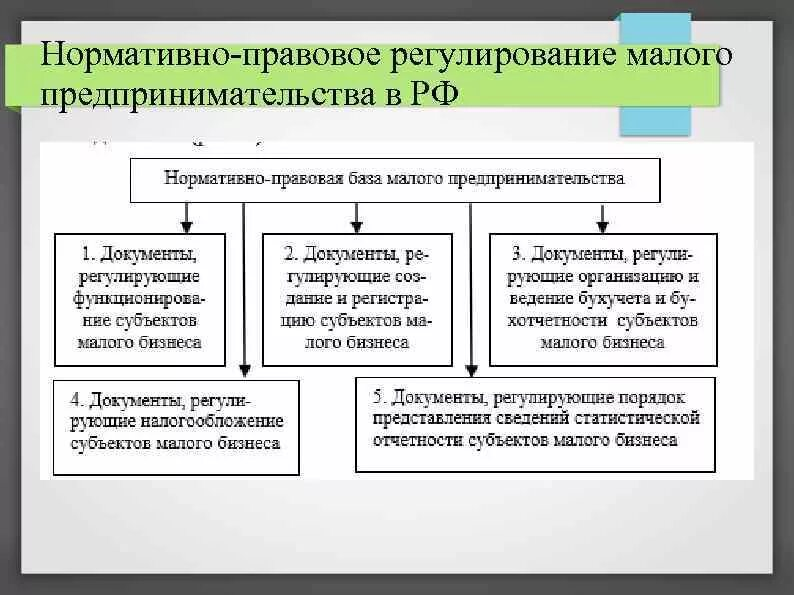 Нормативно-правовое регулирование малого
предпринимательства в РФ
Нормативно-правовая база малого предпринимательства
1. Документы,
регулирующие
функционирова-
ние субъектов
малого бизнеса
2. Документы, ре-
гулирующие соз-
дание и регистра-
цию субъектов ма-
лого бизнеса
3. Документы, регули-
рующие организацию и
ведение бухучета и бу-
хотчетности субъектов
малого бизнеса
4. Документы, регули-
рующие налогообложение
субъектов малого бизнеса
5. Документы, регулирующие порядок
представления сведений статистической
отчетности субъектов малого бизнеса